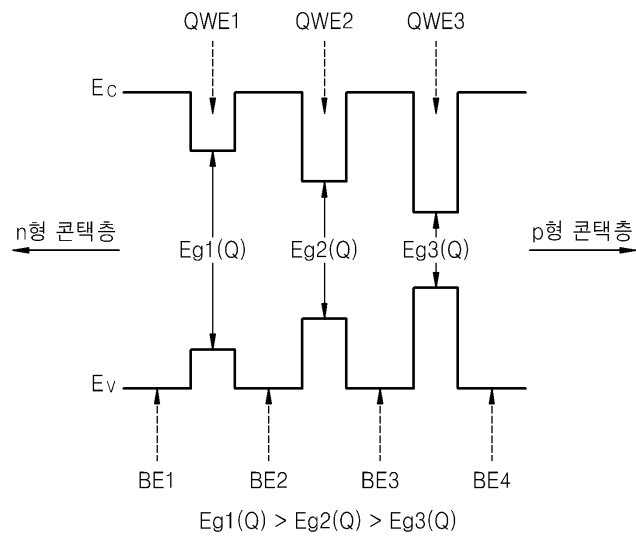 QWE1 QWE2 QWE3
Ec
n형 콘택층 Eg1(Q) Eg2(Q) Eg3(Q) p형 콘택층
Ev
BE1 BE2 BE3 BE4
Eg1(Q) > Eg2(Q) > Eg3(Q)